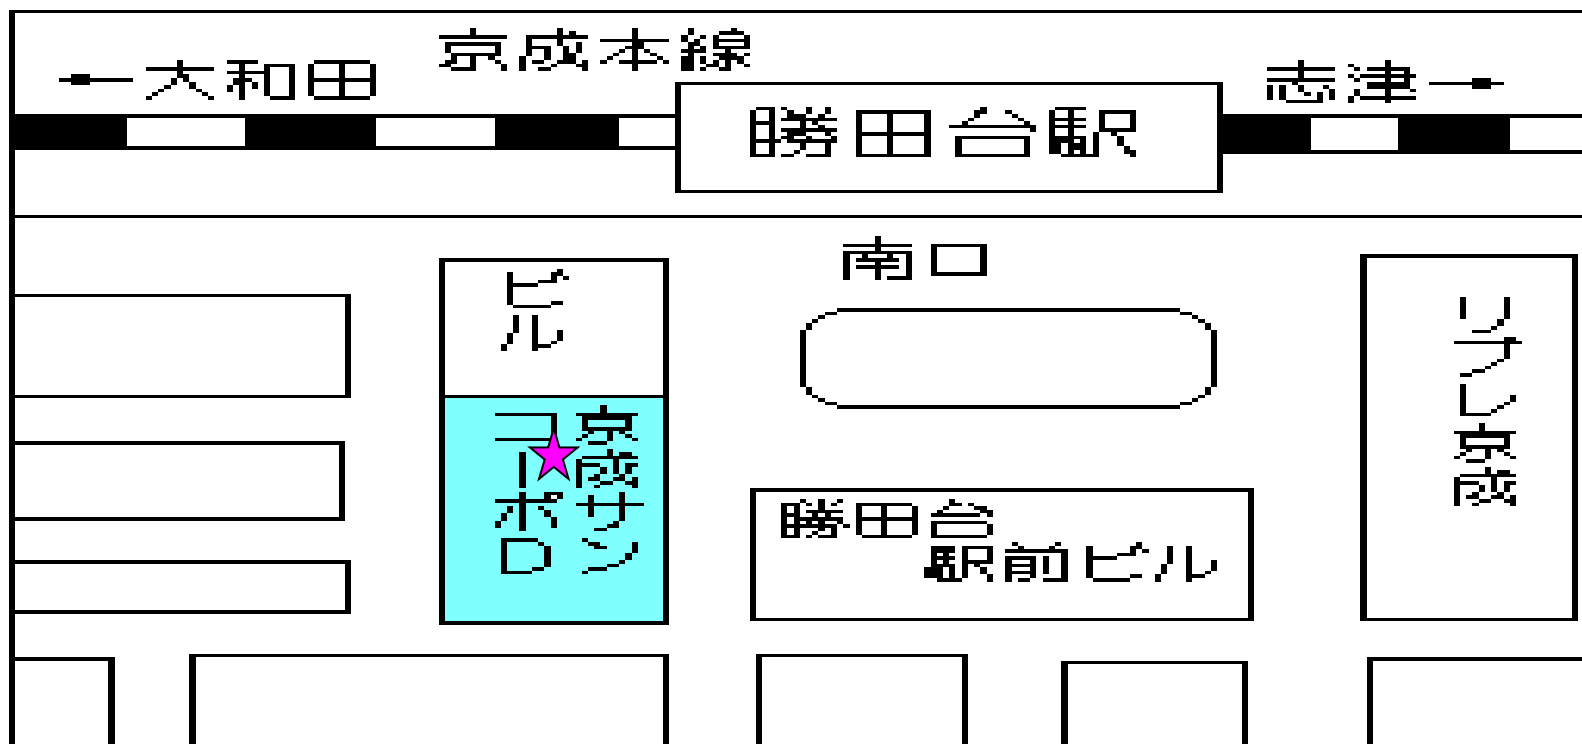 京成本線
←大和田
志津→
勝田台駅
南口
ビル
京成サン
コーポロ
リブレ京成
勝田台
駅前ビル